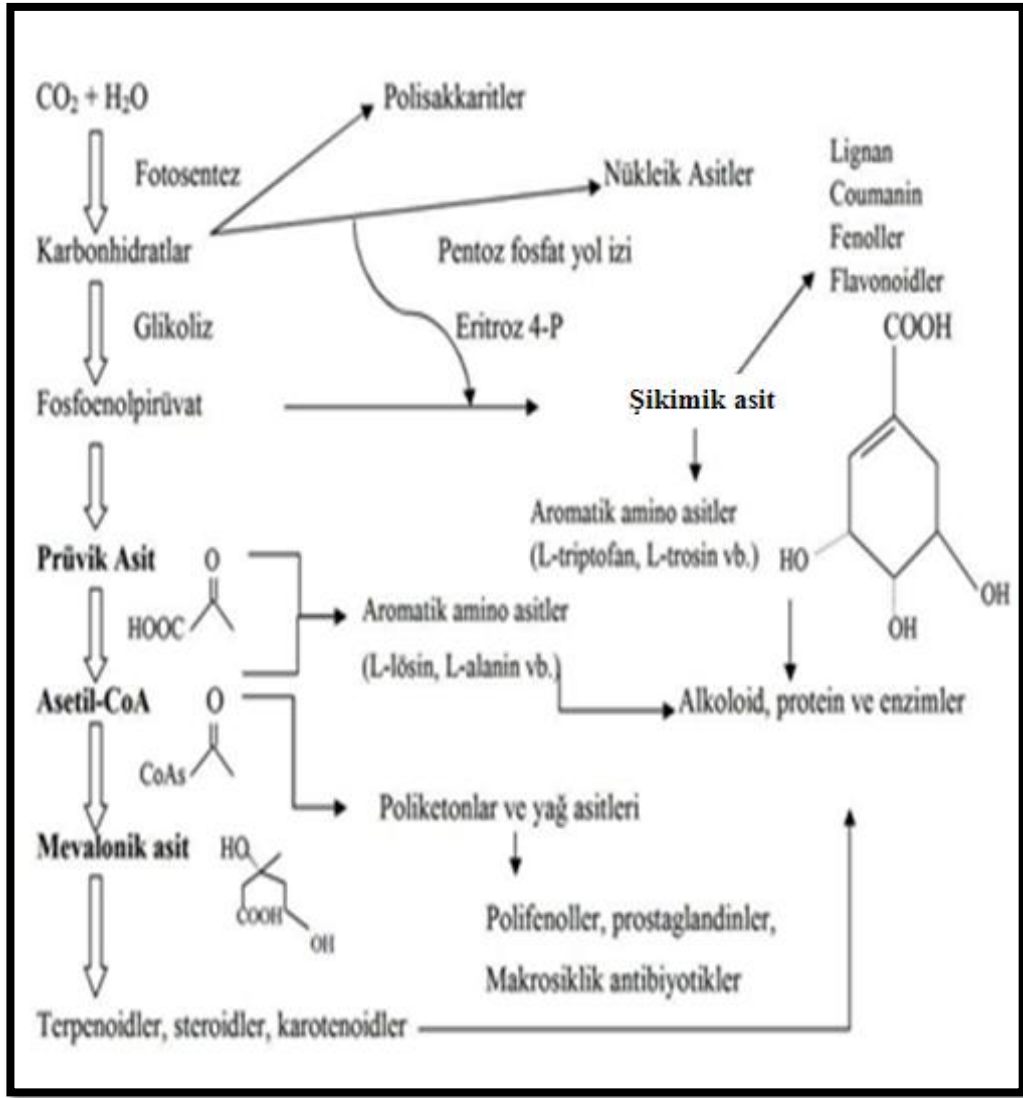 CO₂ + H₂O
Polisakkaritler
Fotosentez
Nükleik Asitler
Lignan
Coumanin
Fenoller
Flavonoidler
Karbonhidratlar
Pentoz fosfat yol izi
Glikoliz
Eritroz 4-P
COOH
Fosfoenolpirüvat
Şikimik asit
Aromatik amino asitler
(L-triptofan, L-trosin vb.)
HO
OH
OH
Prüvik Asit
O
HOOC
Aromatik amino asitler
(L-lösin, L-alanin vb.)
Asetil-CoA
O
CoAs
Alkoloid, protein ve enzimler
Poliketonlar ve yağ asitleri
Mevalonik asit
HO
COOH
OH
Polifenoller, prostaglandinler,
Makrosiklik antibiyotikler
Terpenoidler, steroidler, karotenoidler